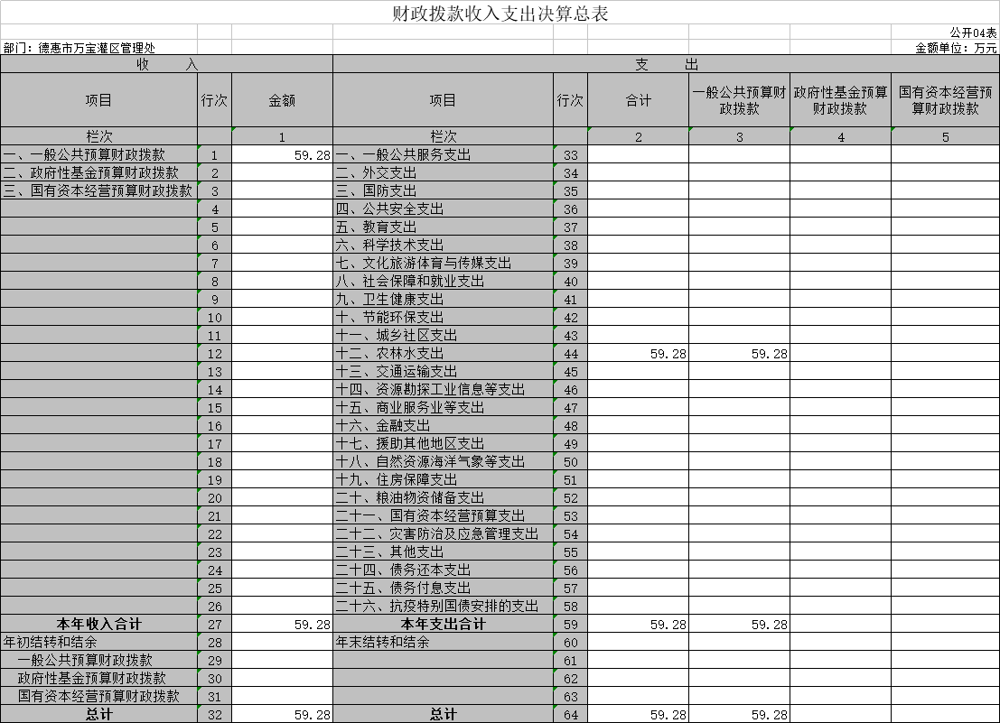 财政拨款收入支出决算总表
公开04表
部门：德惠市万宝灌区管理处 金额单位：万元
收 入 支 出
项目 行次 金额 项目 行次 合计 一般公共预算财政拨款 政府性基金预算财政拨款 国有资本经营预算财政拨款
栏次 1 栏次 2 3 4 5
一、一般公共预算财政拨款 1 59.28 一、一般公共服务支出 33
二、政府性基金预算财政拨款 2 二、外交支出 34
三、国有资本经营预算财政拨款 3 三、国防支出 35
4 四、公共安全支出 36
5 五、教育支出 37
6 六、科学技术支出 38
7 七、文化旅游体育与传媒支出 39
8 八、社会保障和就业支出 40
9 九、卫生健康支出 41
10 十、节能环保支出 42
11 十一、城乡社区支出 43
12 十二、农林水支出 44 59.28 59.28
13 十三、交通运输支出 45
14 十四、资源勘探工业信息等支出 46
15 十五、商业服务业等支出 47
16 十六、金融支出 48
17 十七、援助其他地区支出 49
18 十八、自然资源海洋气象等支出 50
19 十九、住房保障支出 51
20 二十、粮油物资储备支出 52
21 二十一、国有资本经营预算支出 53
22 二十二、灾害防治及应急管理支出 54
23 二十三、其他支出 55
24 二十四、债务还本支出 56
25 二十五、债务付息支出 57
26 二十六、抗疫特别国债安排的支出 58
本年收入合计 27 59.28 本年支出合计 59 59.28 59.28
年初结转和结余 28 年末结转和结余 60
一般公共预算财政拨款 29 61
政府性基金预算财政拨款 30 62
国有资本经营预算财政拨款 31 63
总计 32 59.28 总计 64 59.28 59.28